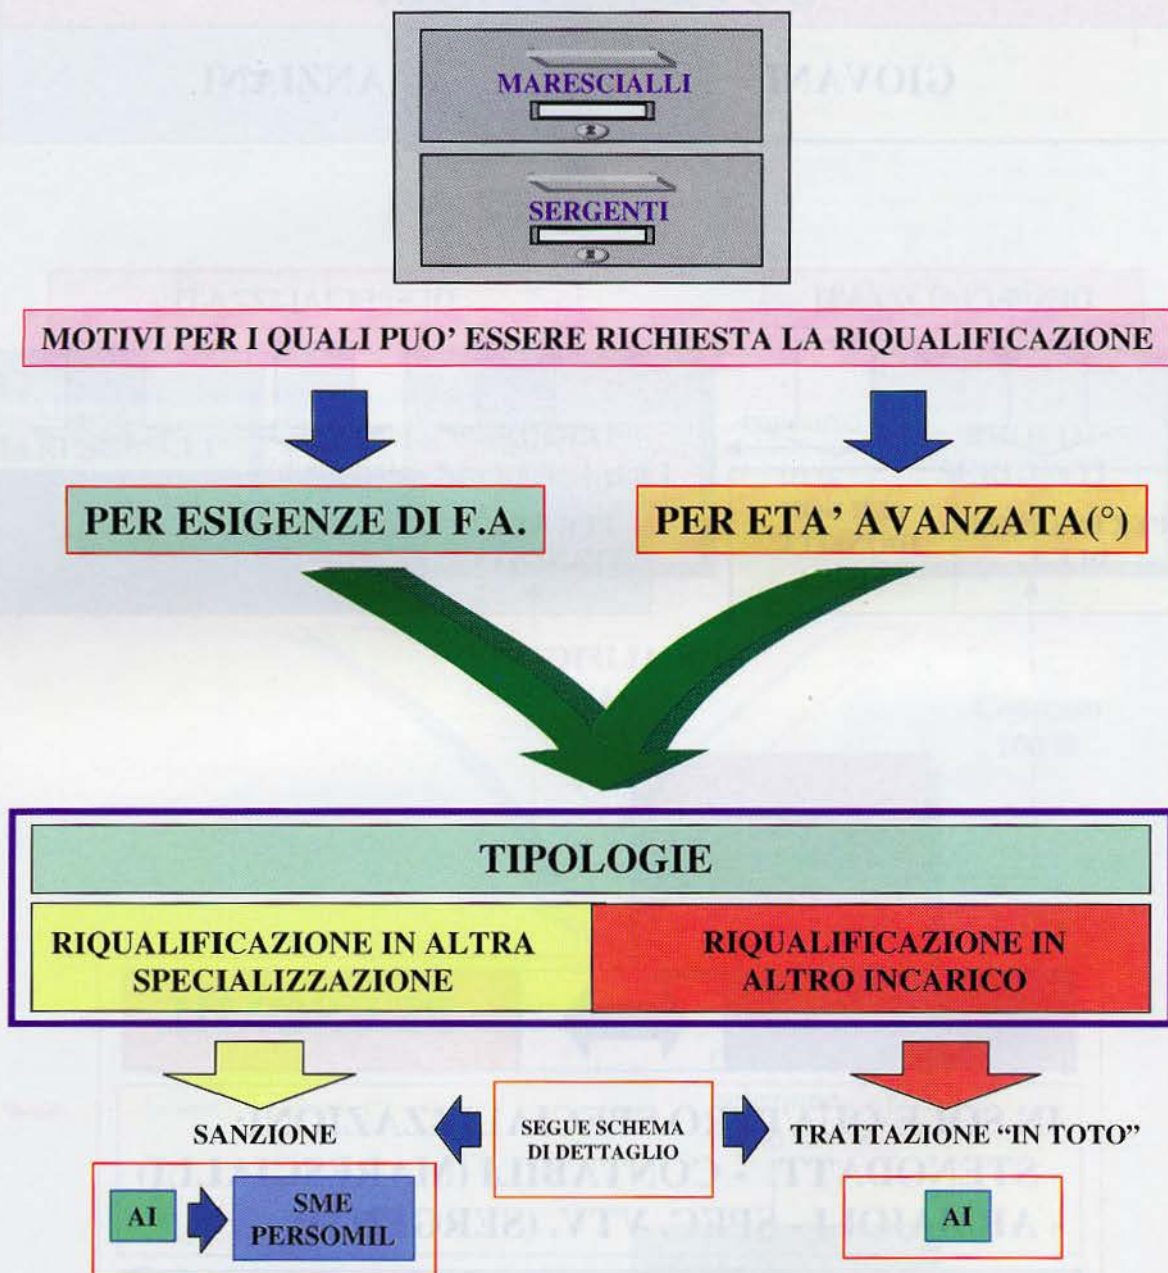 MARESCIALLI
SERGENTI
MOTIVI PER I QUALI PUO' ESSERE RICHIESTA LA RIQUALIFICAZIONE
PER ESIGENZE DI F.A.
PER ETA' AVANZATA(°)
TIPOLOGIE
RIQUALIFICAZIONE IN ALTRA
SPECIALIZZAZIONE
RIQUALIFICAZIONE IN
ALTRO INCARICO
SANZIONE
SEGUE SCHEMA
DI DETTAGLIO
TRATTAZIONE “IN TOTO”
AI
SME
PERSOMIL
AI